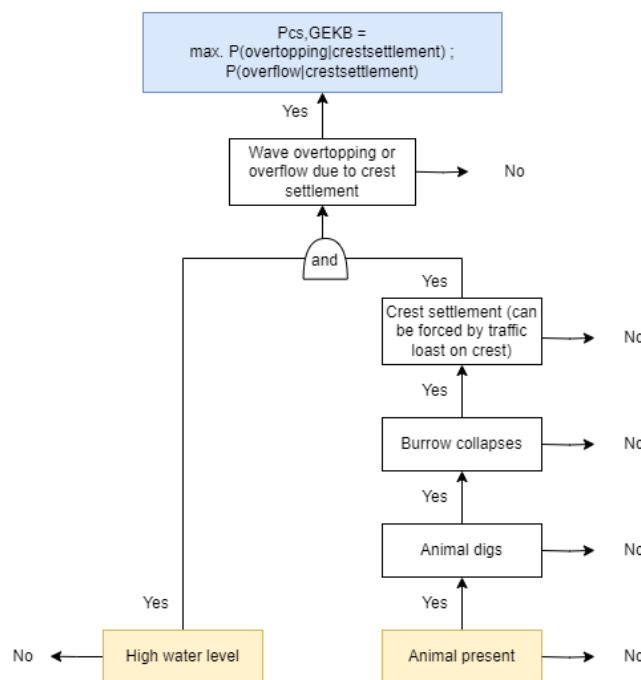 Pcs,GEKB =
max. P(overtopping|crestsettlement) ;
P(overflow|crestsettlement)
Yes
Wave overtopping or
overflow due to crest
settlement
No
and
Yes
Crest settlement (can
be forced by traffic
loast on crest)
No
Yes
Burrow collapses
No
Yes
Animal digs
No
Yes
Yes
No
High water level
Animal present
No